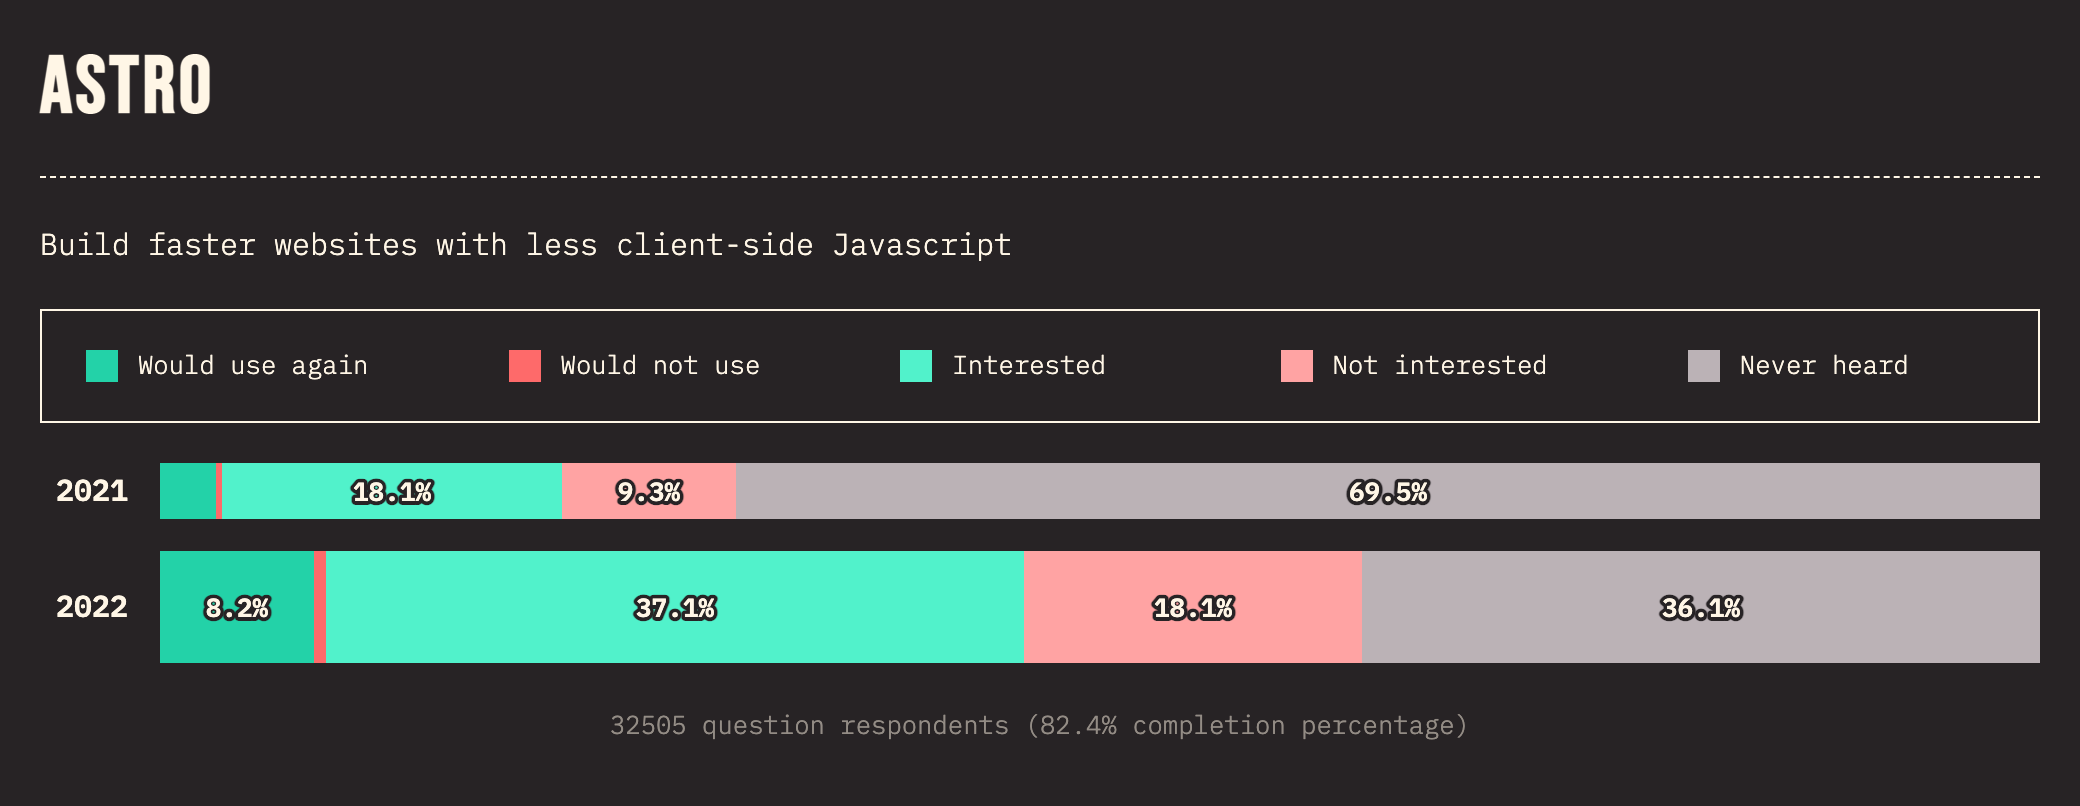 ASTRO
Build faster websites with less client-side Javascript
Would use again Would not use Interested Not interested Never heard
2021 18.1% 9.3% 69.5%
2022 8.2% 37.1% 18.1% 36.1%
32505 question respondents (82.4% completion percentage)